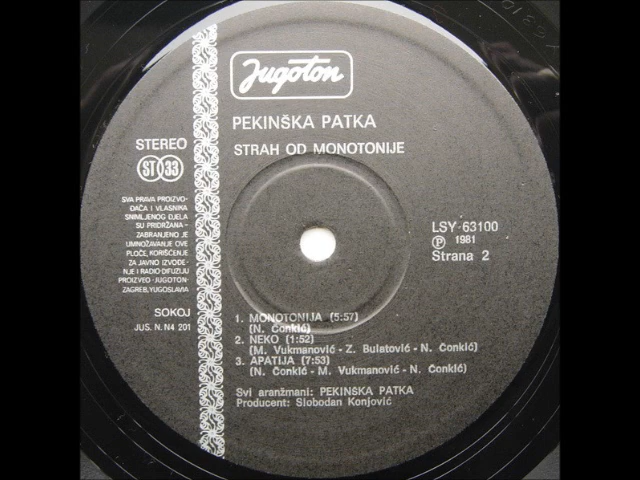 Jugoton
PEKINŠKA PATKA
STRAH OD MONOTONIJE
STEREO
ST 33
SVA PRAVA PROIZVO-
ĐAČA I VLASNIKA
SNIMLJENOG DJELA
SU PRIDRŽANA-
ZABRANJENO JE
UMNOŽAVANJE OVE
PLOČE, KORIŠĆENJE
ZA JAVNO IZVOĐE-
NJE I RADIO-DIFUZIJU
PROIZVEO-JUGOTON-
ZAGREB, YUGOSLAVIA
SOKOJ
JUS. N. N4 201
LSY-63100
Ⓟ 1981
Strana 2
1. MONOTONIJA (5:57)
(N. Čonkić)
2. NEKO (1:52)
(M. Vukmanović - Z. Bulatović - N. Čonkić)
3. APATIJA (7:53)
(N. Čonkić - M. Vukmanović - N. Čonkić)
Svi aranžmani: PEKINŠKA PATKA
Producent: Slobodan Konjović